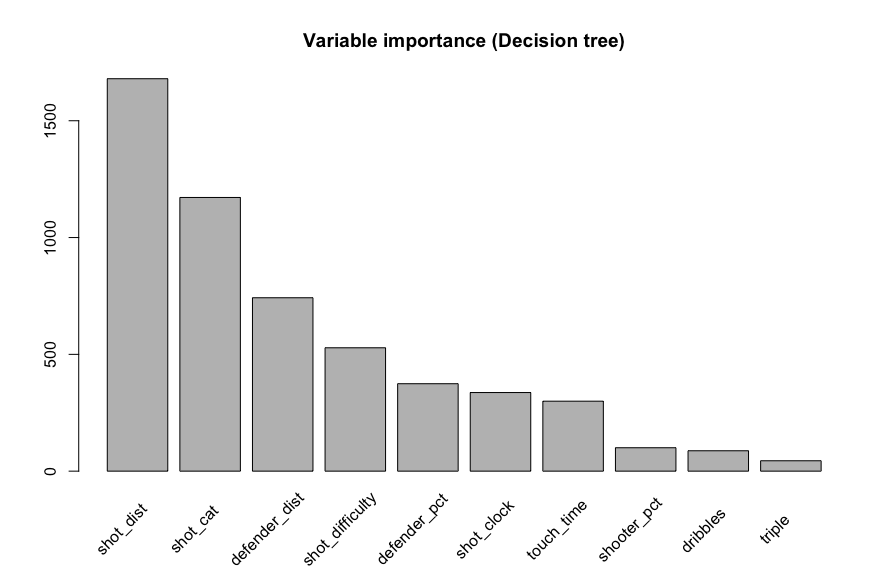 Variable importance (Decision tree)
1500
1000
500
0
shot_dist
shot_cat
defender_dist
shot_difficulty
defender_pct
shot_clock
touch_time
shooter_pct
dribbles
triple